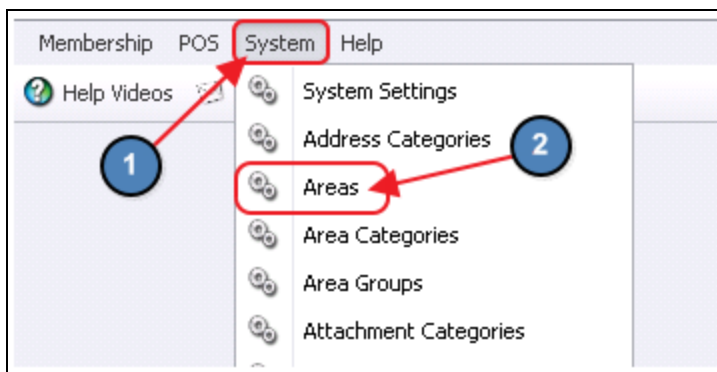 Membership POS System Help
Help Videos
System Settings
Address Categories
1
2
Areas
Area Categories
Area Groups
Attachment Categories